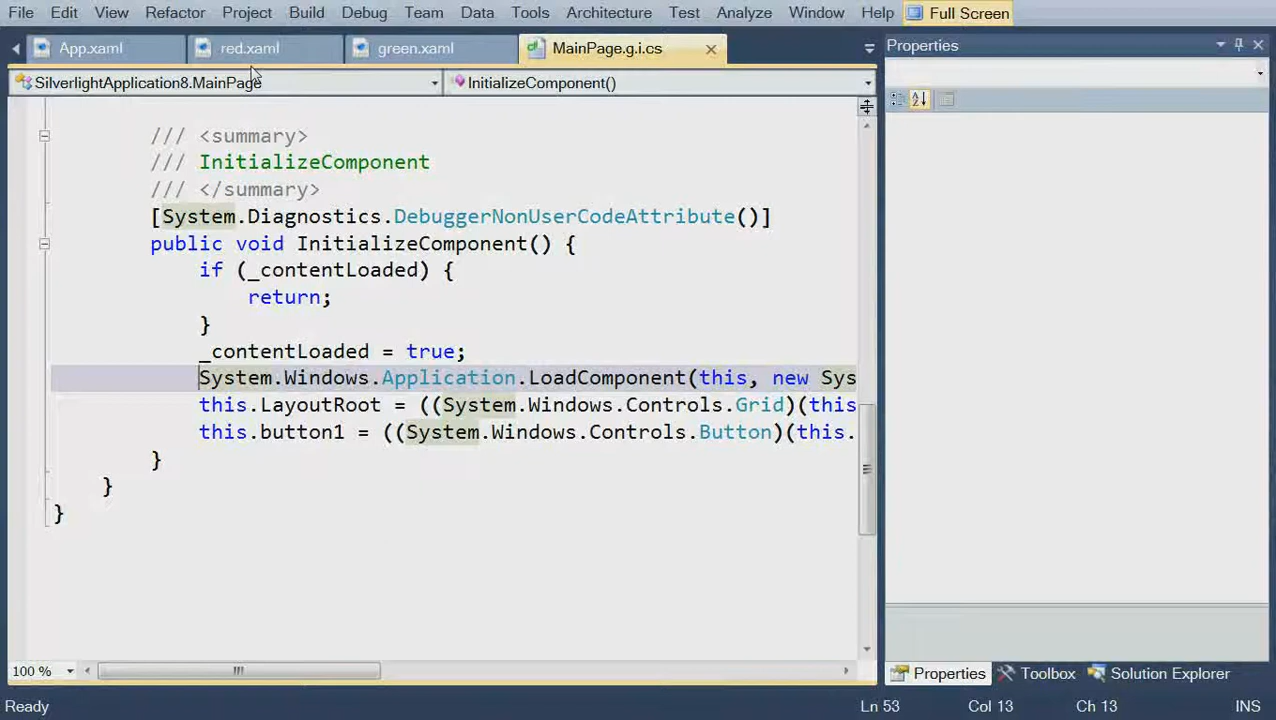 File Edit View Refactor Project Build Debug Team Data Tools Architecture Test Analyze Window Help Full Screen
App.xaml red.xaml green.xaml MainPage.g.i.cs
Properties
SilverlightApplication8.MainPage InitializeComponent()
/// <summary>
/// InitializeComponent
/// </summary>
[System.Diagnostics.DebuggerNonUserCodeAttribute()]
public void InitializeComponent() {
if (_contentLoaded) {
return;
}
_contentLoaded = true;
System.Windows.Application.LoadComponent(this, new Sys
this.LayoutRoot = ((System.Windows.Controls.Grid)(this
this.button1 = ((System.Windows.Controls.Button)(this.
}
}
}
100 %
Properties Toolbox Solution Explorer
Ready Ln 53 Col 13 Ch 13 INS